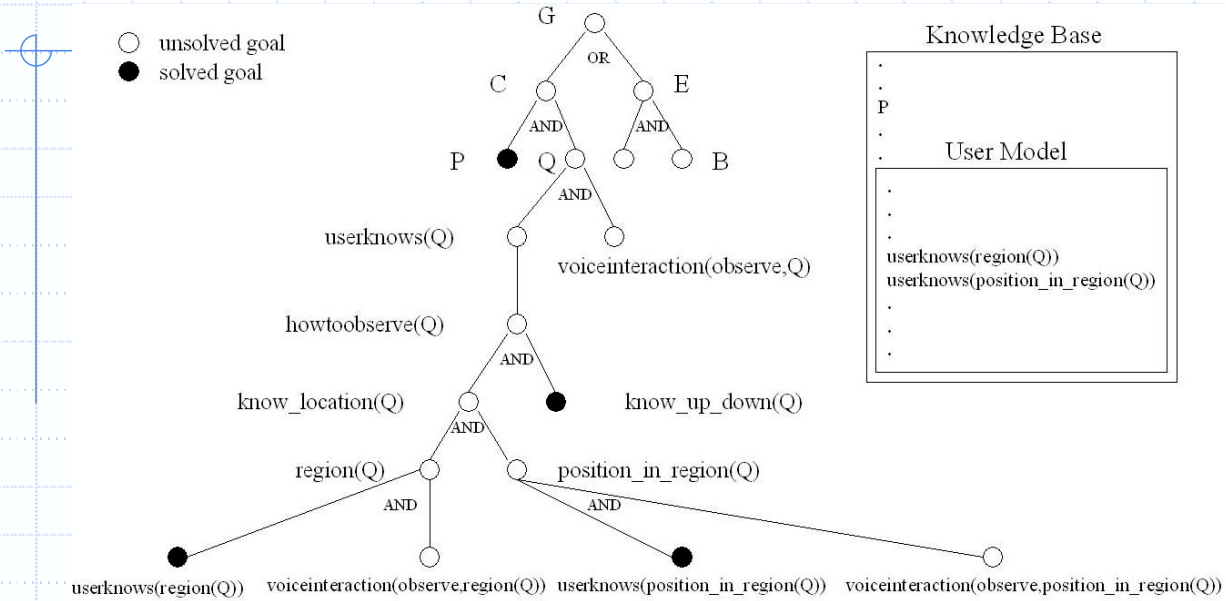 G
unsolved goal
solved goal
OR
Knowledge Base
C
E
AND
AND
P
P
Q
B
User Model
AND
userknows(Q)
voiceinteraction(observe,Q)
userknows(region(Q))
userknows(position_in_region(Q))
howtoobserve(Q)
AND
know_location(Q)
know_up_down(Q)
AND
region(Q)
position_in_region(Q)
AND
AND
userknows(region(Q))
voiceinteraction(observe,region(Q))
userknows(position_in_region(Q))
voiceinteraction(observe,position_in_region(Q))